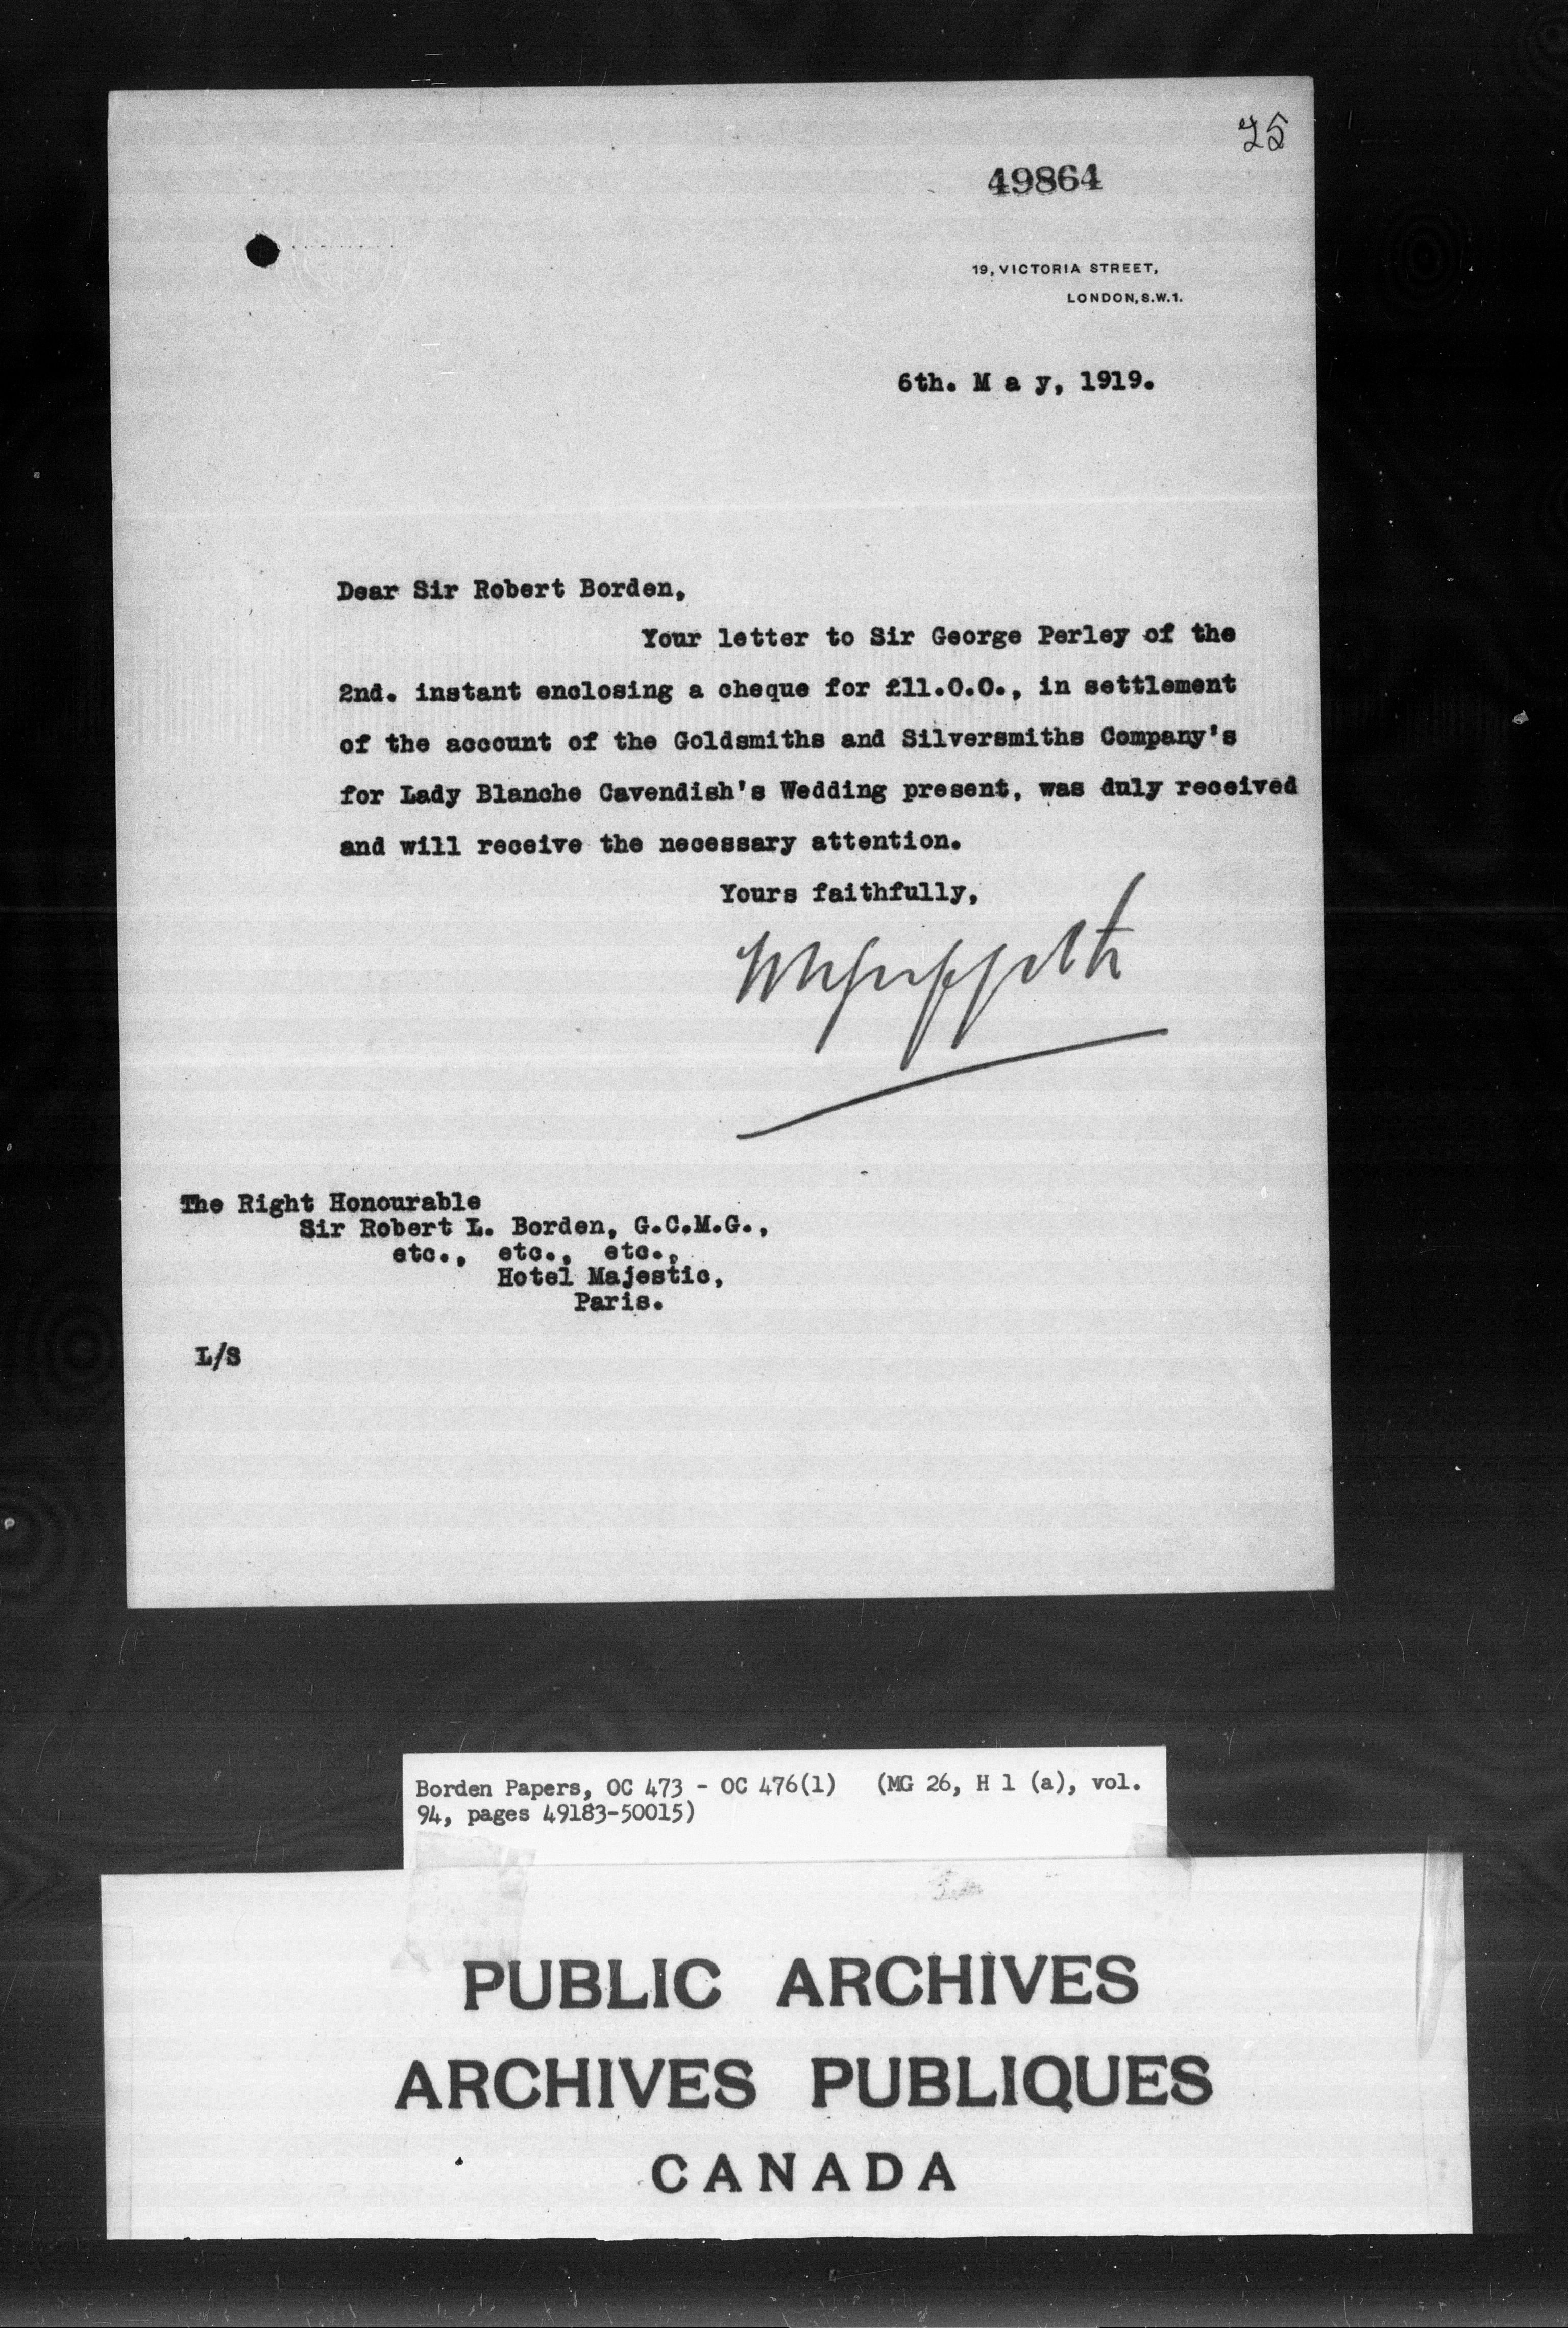 75
49864
19, VICTORIA STREET,
LONDON, S.W.1.
6th. M a y, 1919.
Dear Sir Robert Borden,
Your letter to Sir George Perley of the
2nd. instant enclosing a cheque for £11.0.0., in settlement
of the account of the Goldsmiths and Silversmiths Company's
for Lady Blanche Cavendish's Wedding present, was duly received
and will receive the necessary attention.
Yours faithfully,
The Right Honourable
Sir Robert L. Borden, G.C.M.G.,
etc., etc., etc.,
Hotel Majestic,
Paris.
L/S
Borden Papers, OC 473 - OC 476(1) (MG 26, H 1 (a), vol.
94, pages 49183-50015)
PUBLIC ARCHIVES
ARCHIVES PUBLIQUES
CANADA